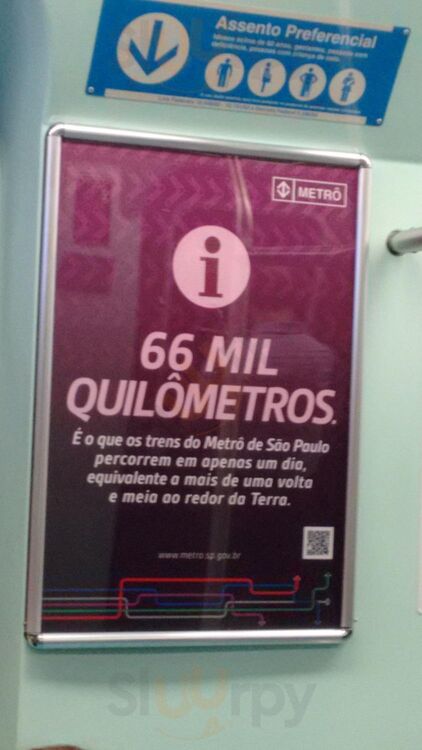 Assento Preferencial
METRÔ
i
66 MIL
QUILÔMETROS.
É o que os trens do Metrô de São Paulo
percorrem em apenas um dia,
equivalente a mais de uma volta
e meia ao redor da Terra.
www.metro.sp.gov.br
Sluurpy